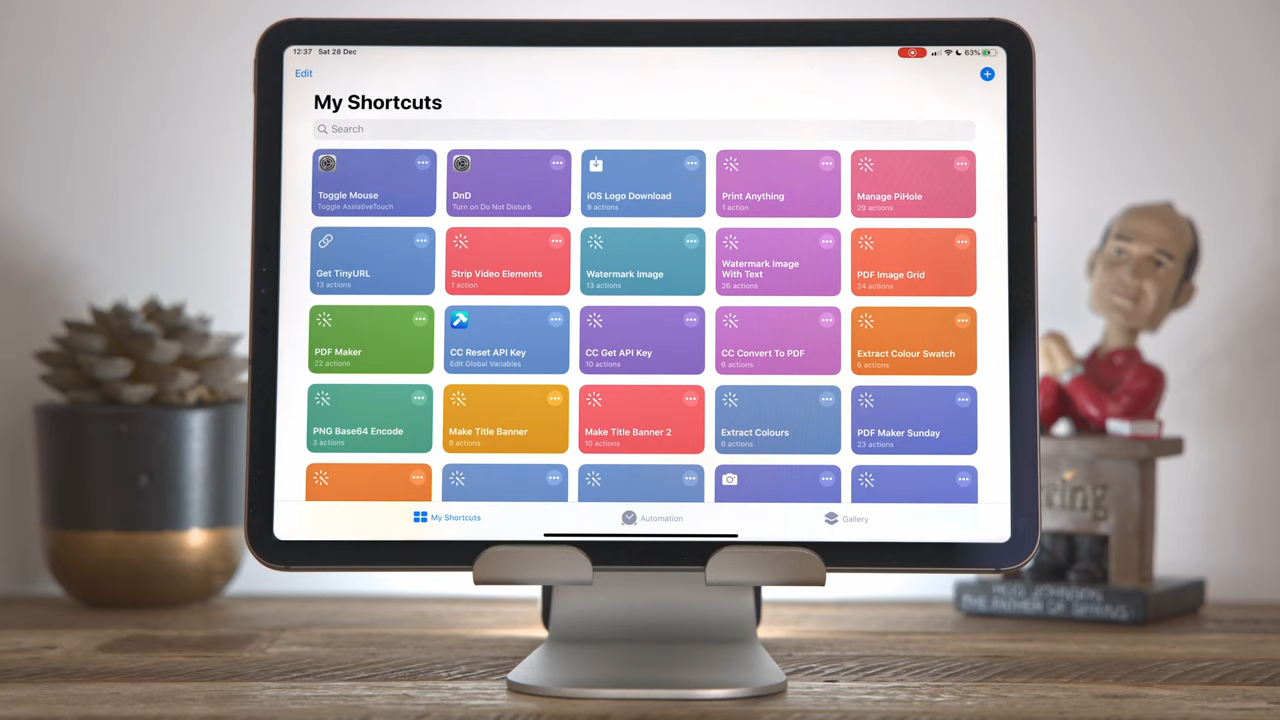 12:37 Sat 28 Dec
63%
Edit
My Shortcuts
Search
Toggle Mouse
Toggle AssistiveTouch
DnD
Turn on Do Not Disturb
iOS Logo Download
9 actions
Print Anything
1 action
Manage PiHole
29 actions
Get TinyURL
13 actions
Strip Video Elements
1 action
Watermark Image
13 actions
Watermark Image
With Text
26 actions
PDF Image Grid
24 actions
PDF Maker
22 actions
CC Reset API Key
Edit Global Variables
CC Get API Key
10 actions
CC Convert To PDF
6 actions
Extract Colour Swatch
6 actions
PNG Base64 Encode
3 actions
Make Title Banner
9 actions
Make Title Banner 2
10 actions
Extract Colours
6 actions
PDF Maker Sunday
23 actions
My Shortcuts
Automation
Gallery
JOHNSON
THE FATHER OF SPRING